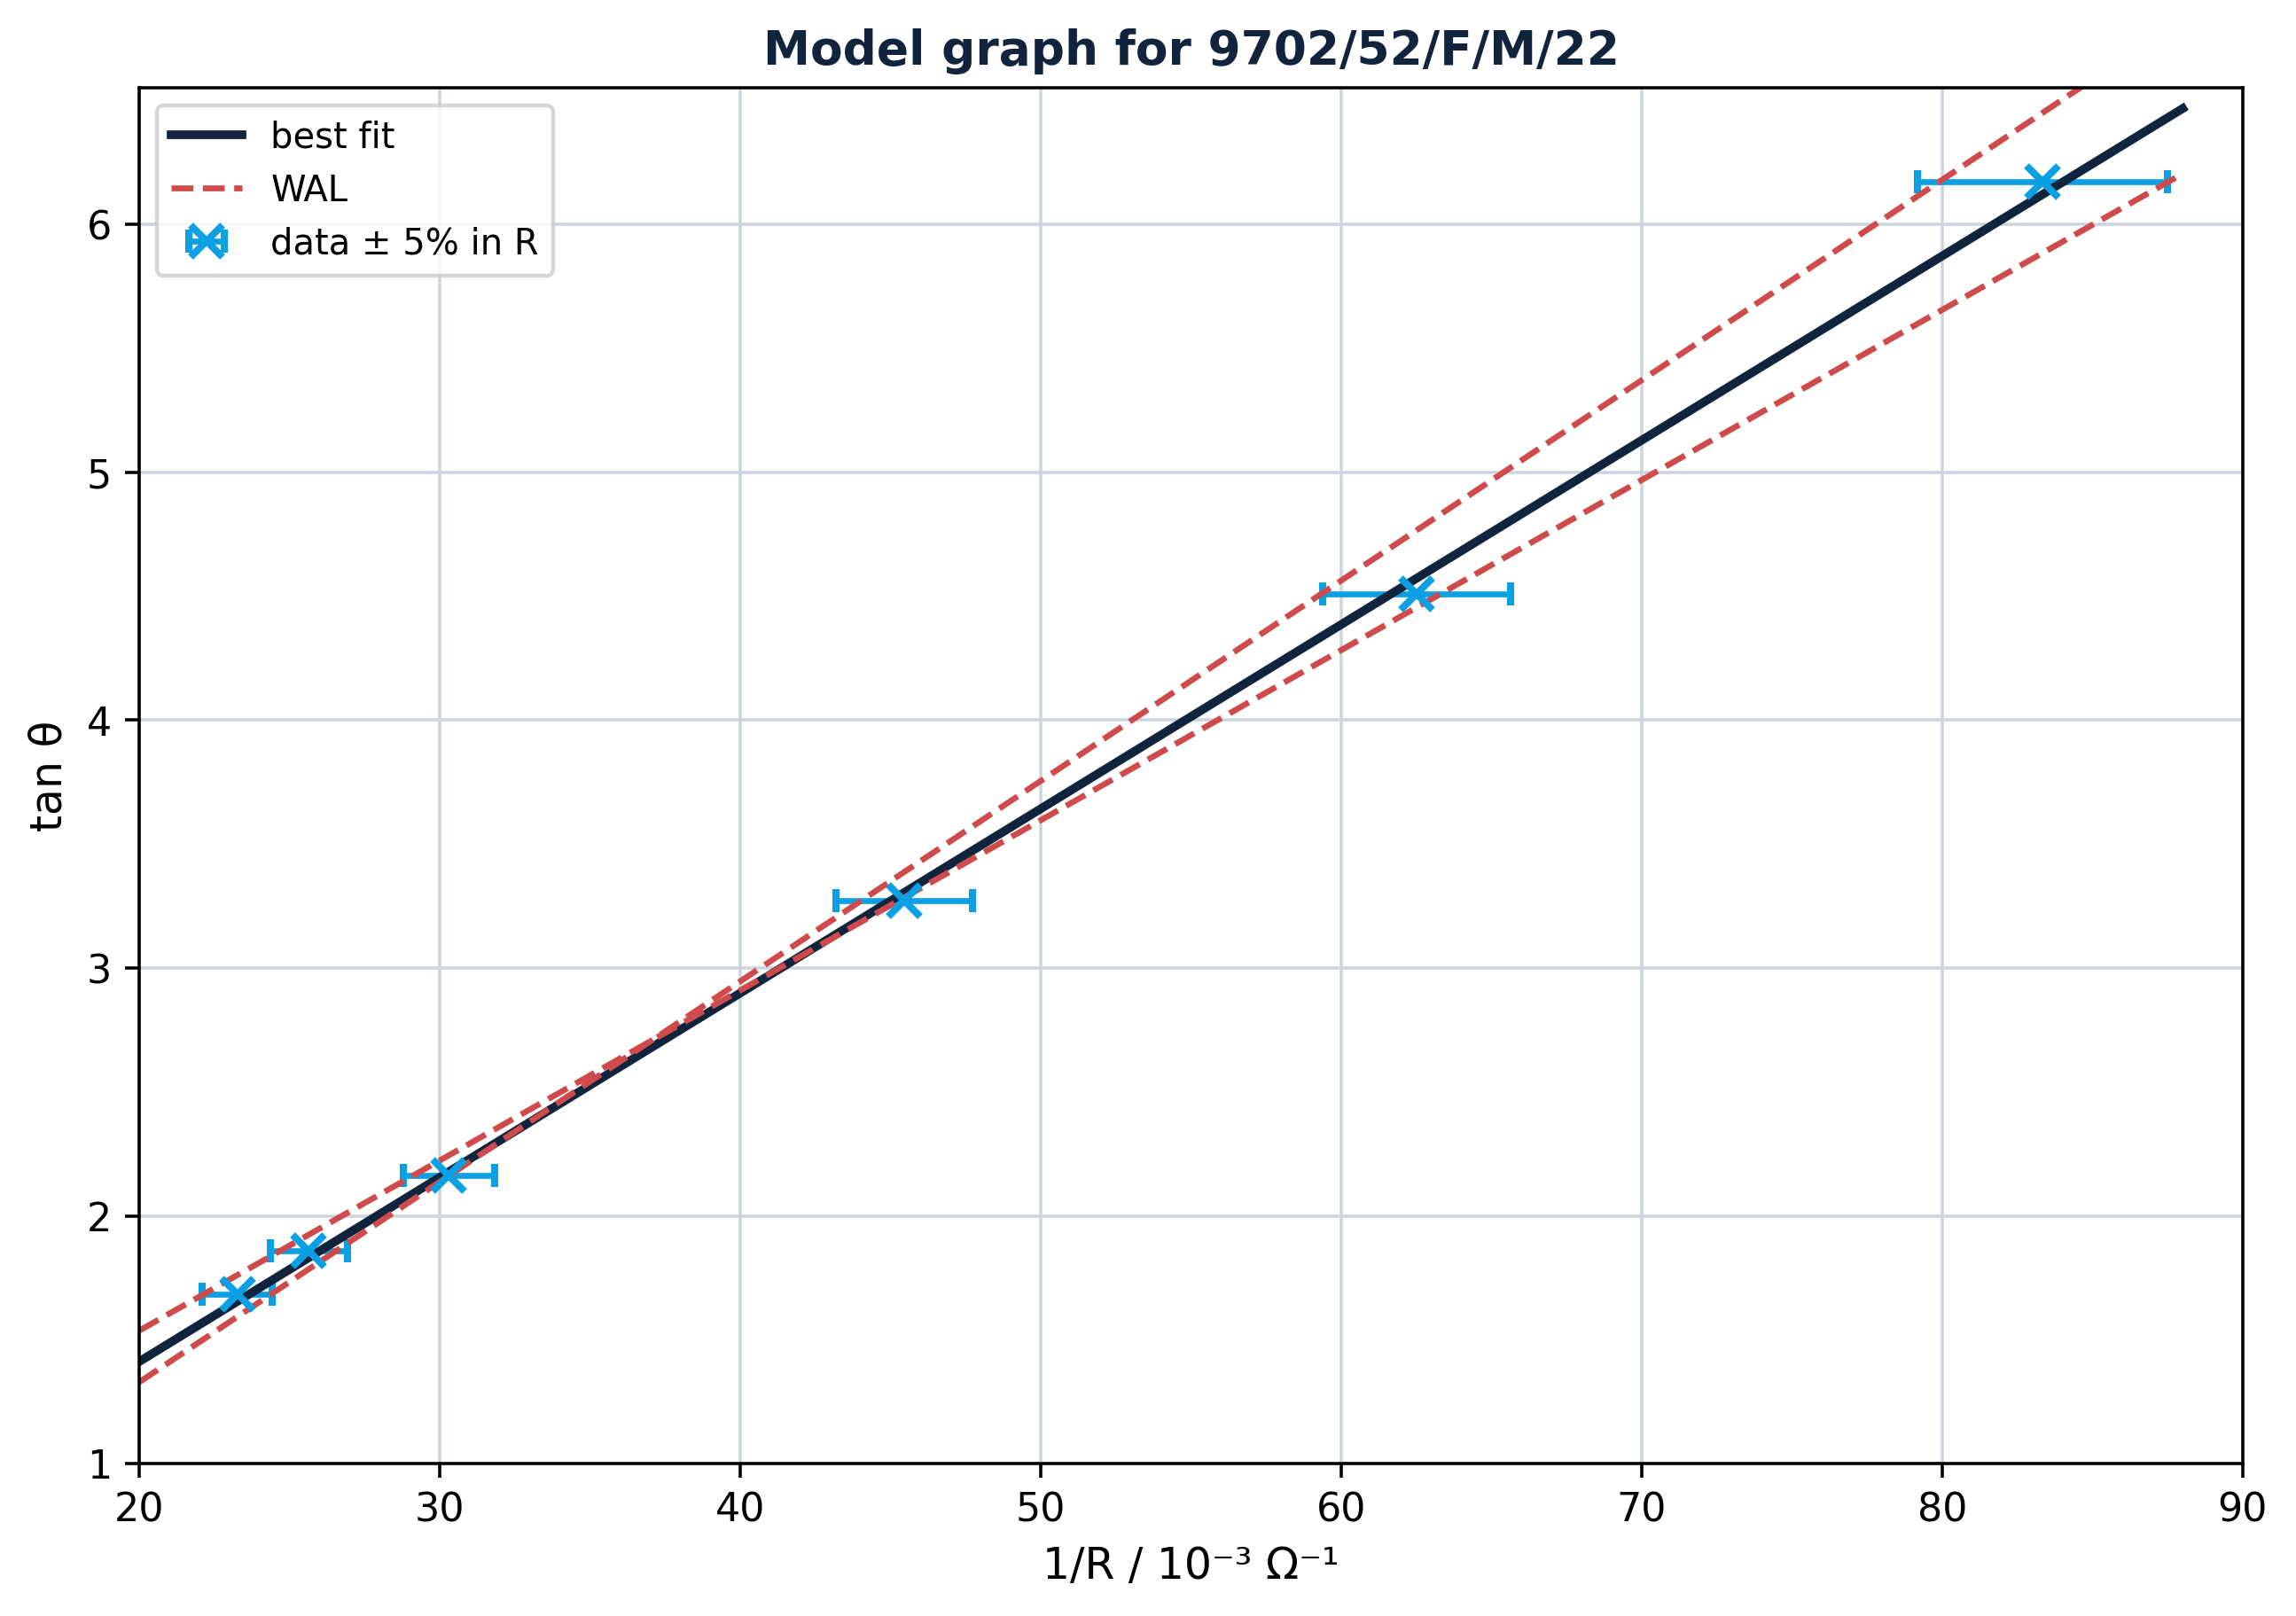 Model graph for 9702/52/F/M/22
best fit
WAL
data ± 5% in R
6
5
4
3
2
1
tan θ
20 30 40 50 60 70 80 90
1/R / 10⁻³ Ω⁻¹